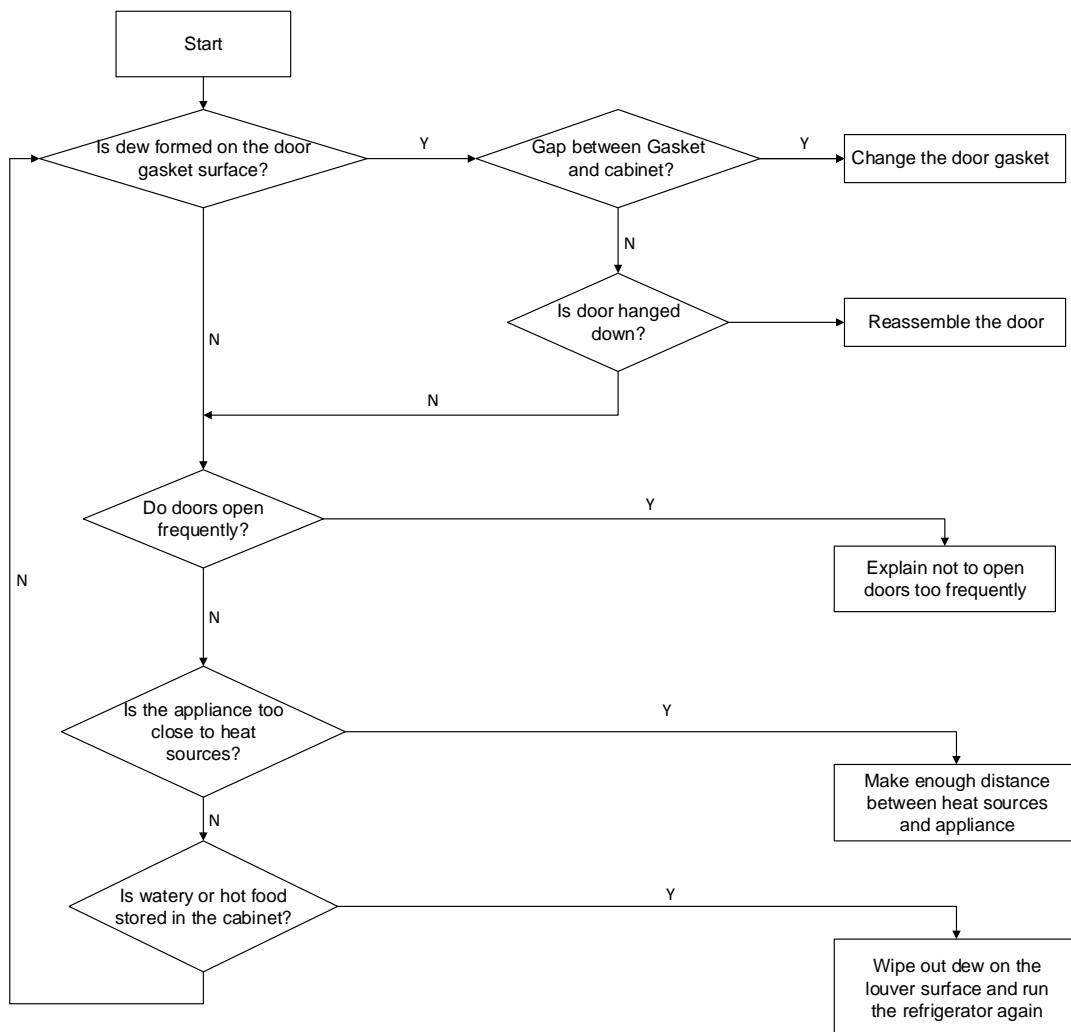 Start
Is dew formed on the door
gasket surface?
Y
Gap between Gasket
and cabinet?
Y
Change the door gasket
N
Is door hanged
down?
Reassemble the door
N
N
Do doors open
frequently?
Y
Explain not to open
doors too frequently
N
N
Is the appliance too
close to heat
sources?
Y
Make enough distance
between heat sources
and appliance
N
Is watery or hot food
stored in the cabinet?
Y
Wipe out dew on the
louver surface and run
the refrigerator again